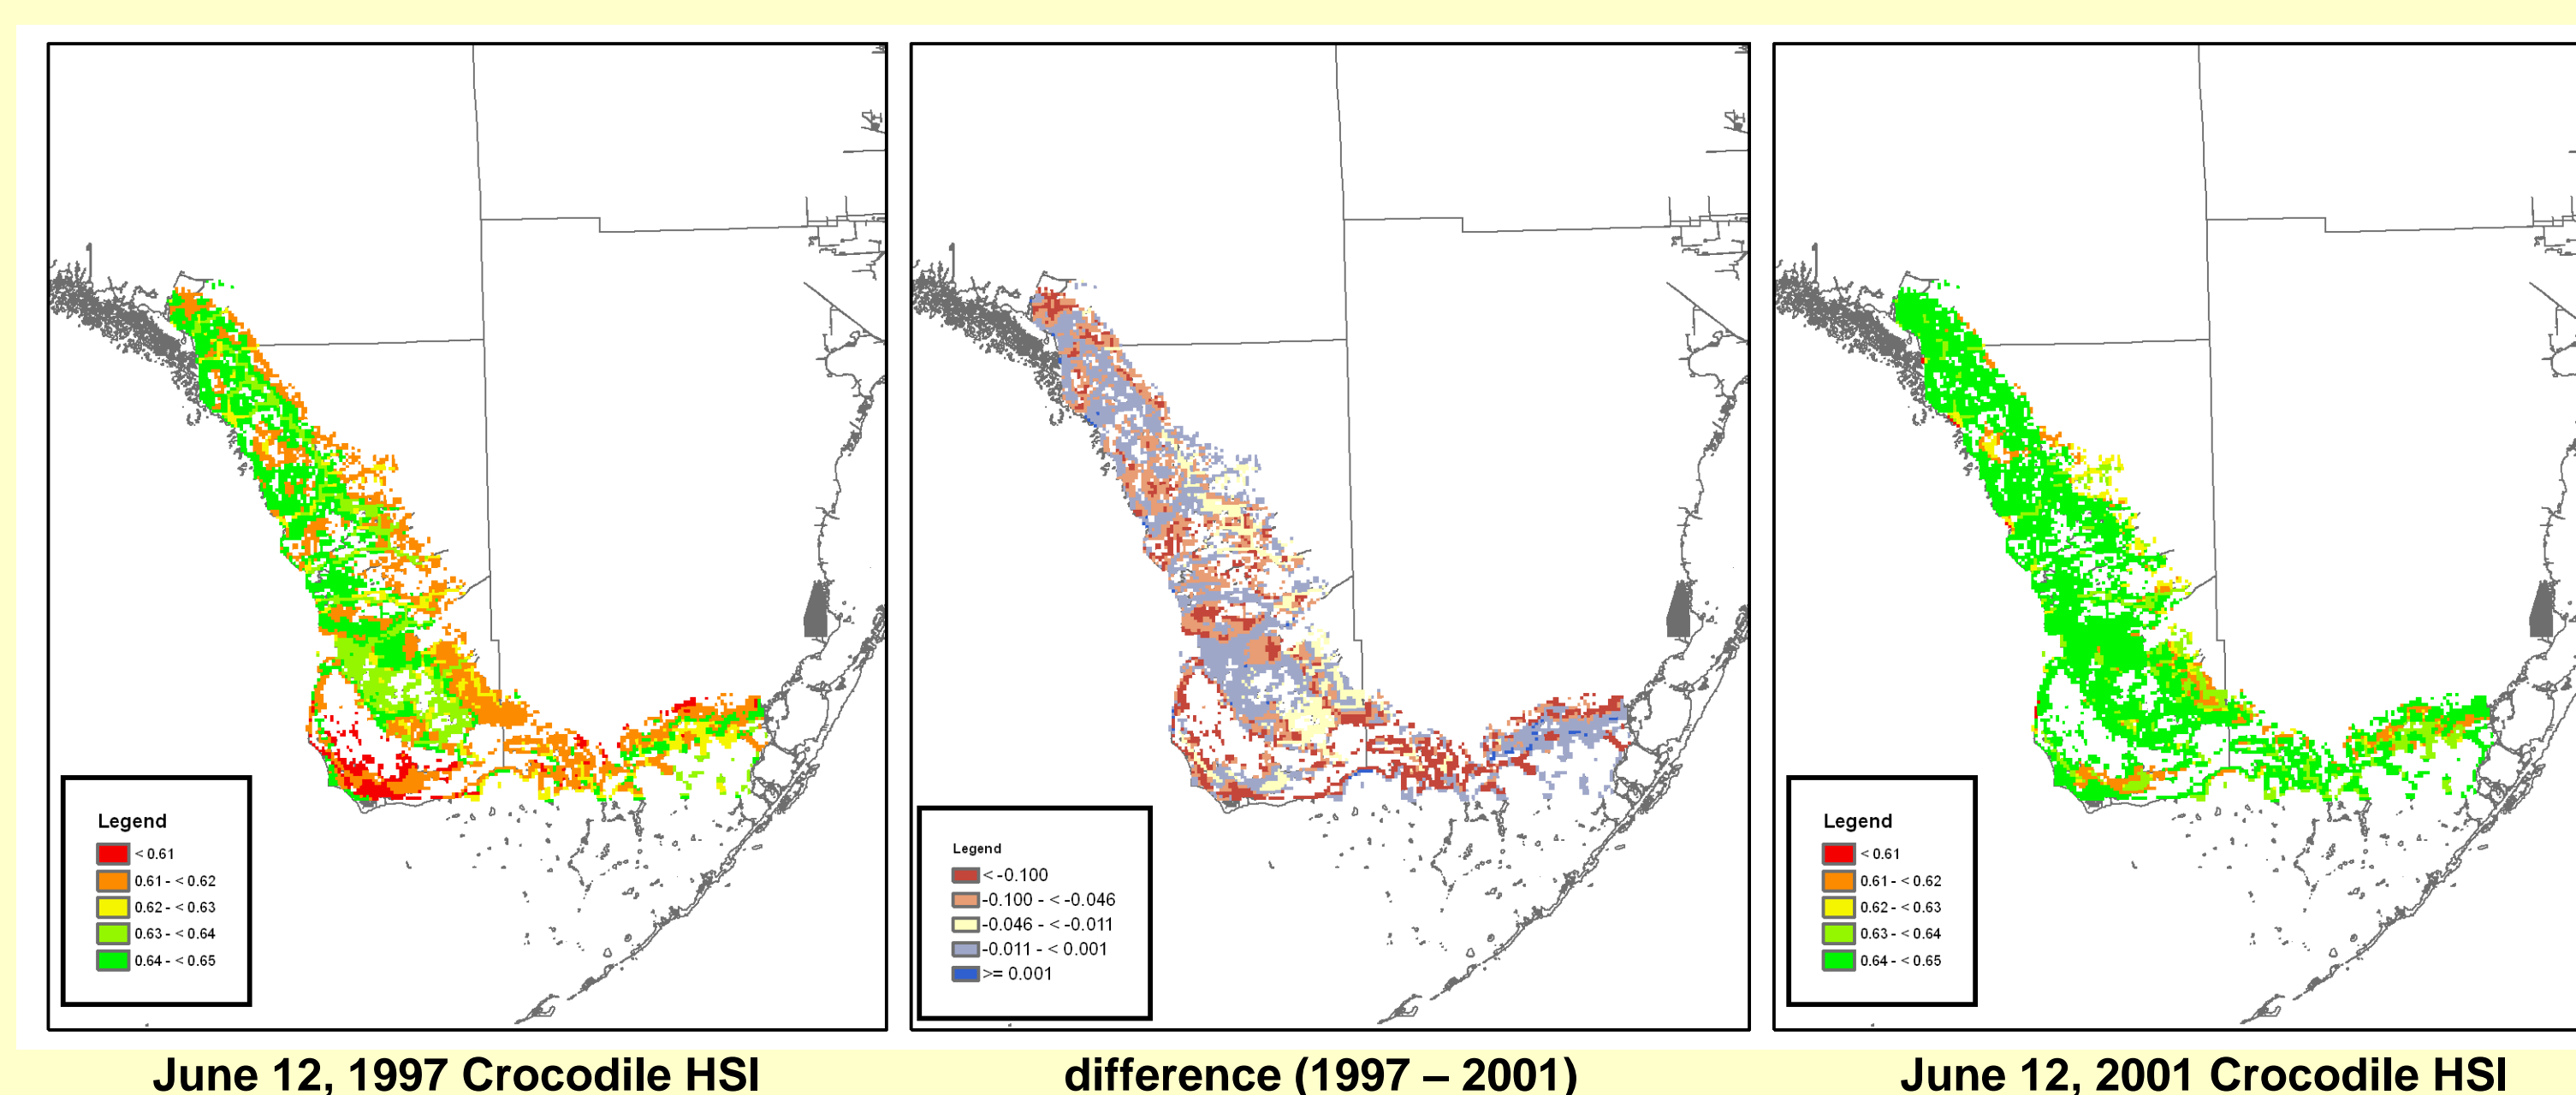 Legend
< 0.61
0.61 - < 0.62
0.62 - < 0.63
0.63 - < 0.64
0.64 - < 0.65
Legend
< -0.100
-0.100 - < -0.046
-0.046 - < -0.011
-0.011 - < 0.001
>= 0.001
Legend
< 0.61
0.61 - < 0.62
0.62 - < 0.63
0.63 - < 0.64
0.64 - < 0.65
June 12, 1997 Crocodile HSI
difference (1997 – 2001)
June 12, 2001 Crocodile HSI